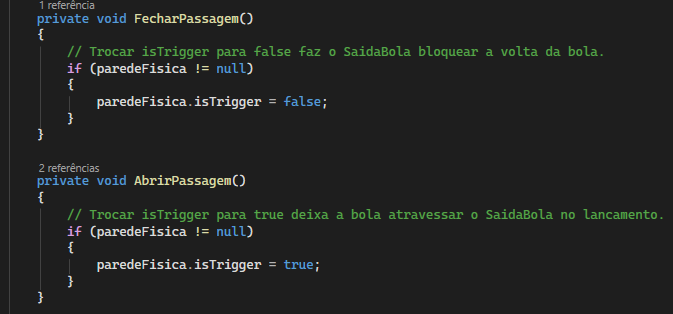 1 referência
private void FecharPassagem()
{
// Trocar isTrigger para false faz o SaidaBola bloquear a volta da bola.
if (paredeFisica != null)
{
paredeFisica.isTrigger = false;
}
}
2 referências
private void AbrirPassagem()
{
// Trocar isTrigger para true deixa a bola atravessar o SaidaBola no lancamento.
if (paredeFisica != null)
{
paredeFisica.isTrigger = true;
}
}